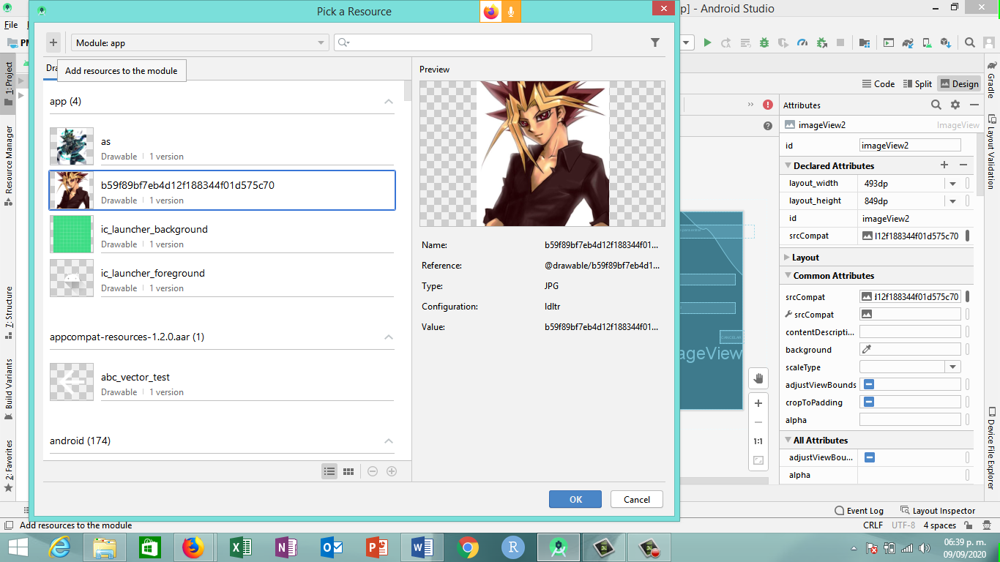 Pick a Resource
p] - Android Studio
File
PM
Module: app
Dra
Add resources to the module
app (4)
as
Drawable | 1 version
b59f89bf7eb4d12f188344f01d575c70
Drawable | 1 version
ic_launcher_background
Drawable | 1 version
ic_launcher_foreground
Drawable | 1 version
appcompat-resources-1.2.0.aar (1)
abc_vector_test
Drawable | 1 version
android (174)
Preview
Name: b59f89bf7eb4d12f188344f01...
Reference: @drawable/b59f89bf7eb4d1...
Type: JPG
Configuration: ldltr
Value: b59f89bf7eb4d12f188344f01...
OK
Cancel
1: Project
Resource Manager
7: Structure
Build Variants
2: Favorites
Code
Split
Design
ageView
1:1
Attributes
imageView2 ImageView
id imageView2
Declared Attributes
layout_width 493dp
layout_height 849dp
id imageView2
srcCompat l12f188344f01d575c70
Layout
Common Attributes
srcCompat l12f188344f01d575c70
srcCompat
contentDescripti...
background
scaleType
adjustViewBounds
cropToPadding
alpha
All Attributes
adjustViewBou...
alpha
Gradle
Layout Validation
Device File Explorer
Event Log
Layout Inspector
Add resources to the module
CRLF UTF-8 4 spaces
06:39 p. m.
09/09/2020